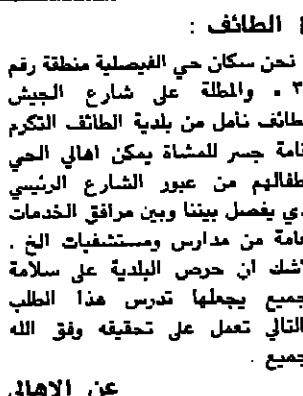 الطائف :
نحن سكان حي الفيصلية منطقة رقم
٣ . والمطلة على شارع الجيش
طائف نأمل من بلدية الطائف التكرم
قامة جسر للمشاة يمكن اهالي الحي
طفالهم من عبور الشارع الرئيسي
ذي يفصل بيننا وبين مرافق الخدمات
عامة من مدارس ومستشفيات الخ .
لاشك ان حرص البلدية على سلامة
جميع يجعلها تدرس هذا الطلب
التالي تعمل على تحقيقه وفق الله
جميع .
عن الاهالي